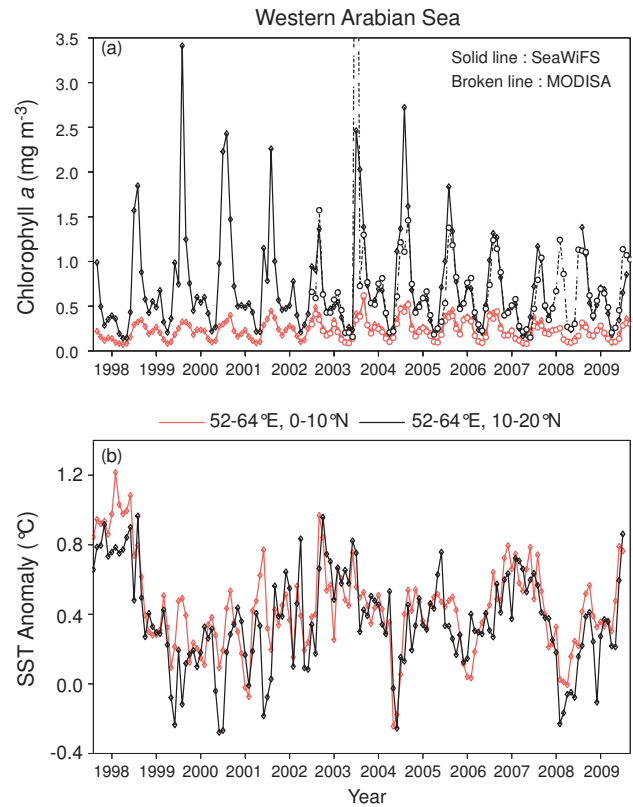 Western Arabian Sea
(a)
Solid line : SeaWiFS
Broken line : MODISA
Chlorophyll a (mg m-3)
3.5
3.0
2.5
2.0
1.5
1.0
0.5
0.0
1998 1999 2000 2001 2002 2003 2004 2005 2006 2007 2008 2009
52-64°E, 0-10°N 52-64°E, 10-20°N
(b)
SST Anomaly (°C)
1.2
0.8
0.4
0.0
-0.4
1998 1999 2000 2001 2002 2003 2004 2005 2006 2007 2008 2009
Year